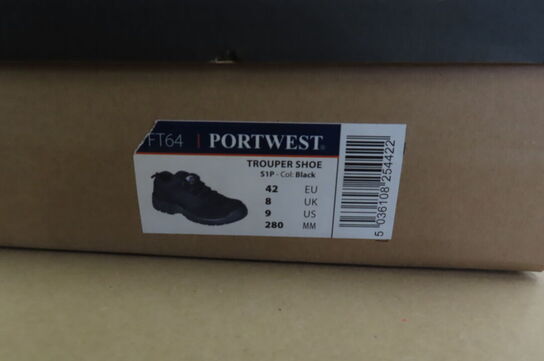 FT64 | PORTWEST®
TROUPER SHOE
S1P - Col: Black
42 EU
8 UK
9 US
280 MM
5 036108 254422